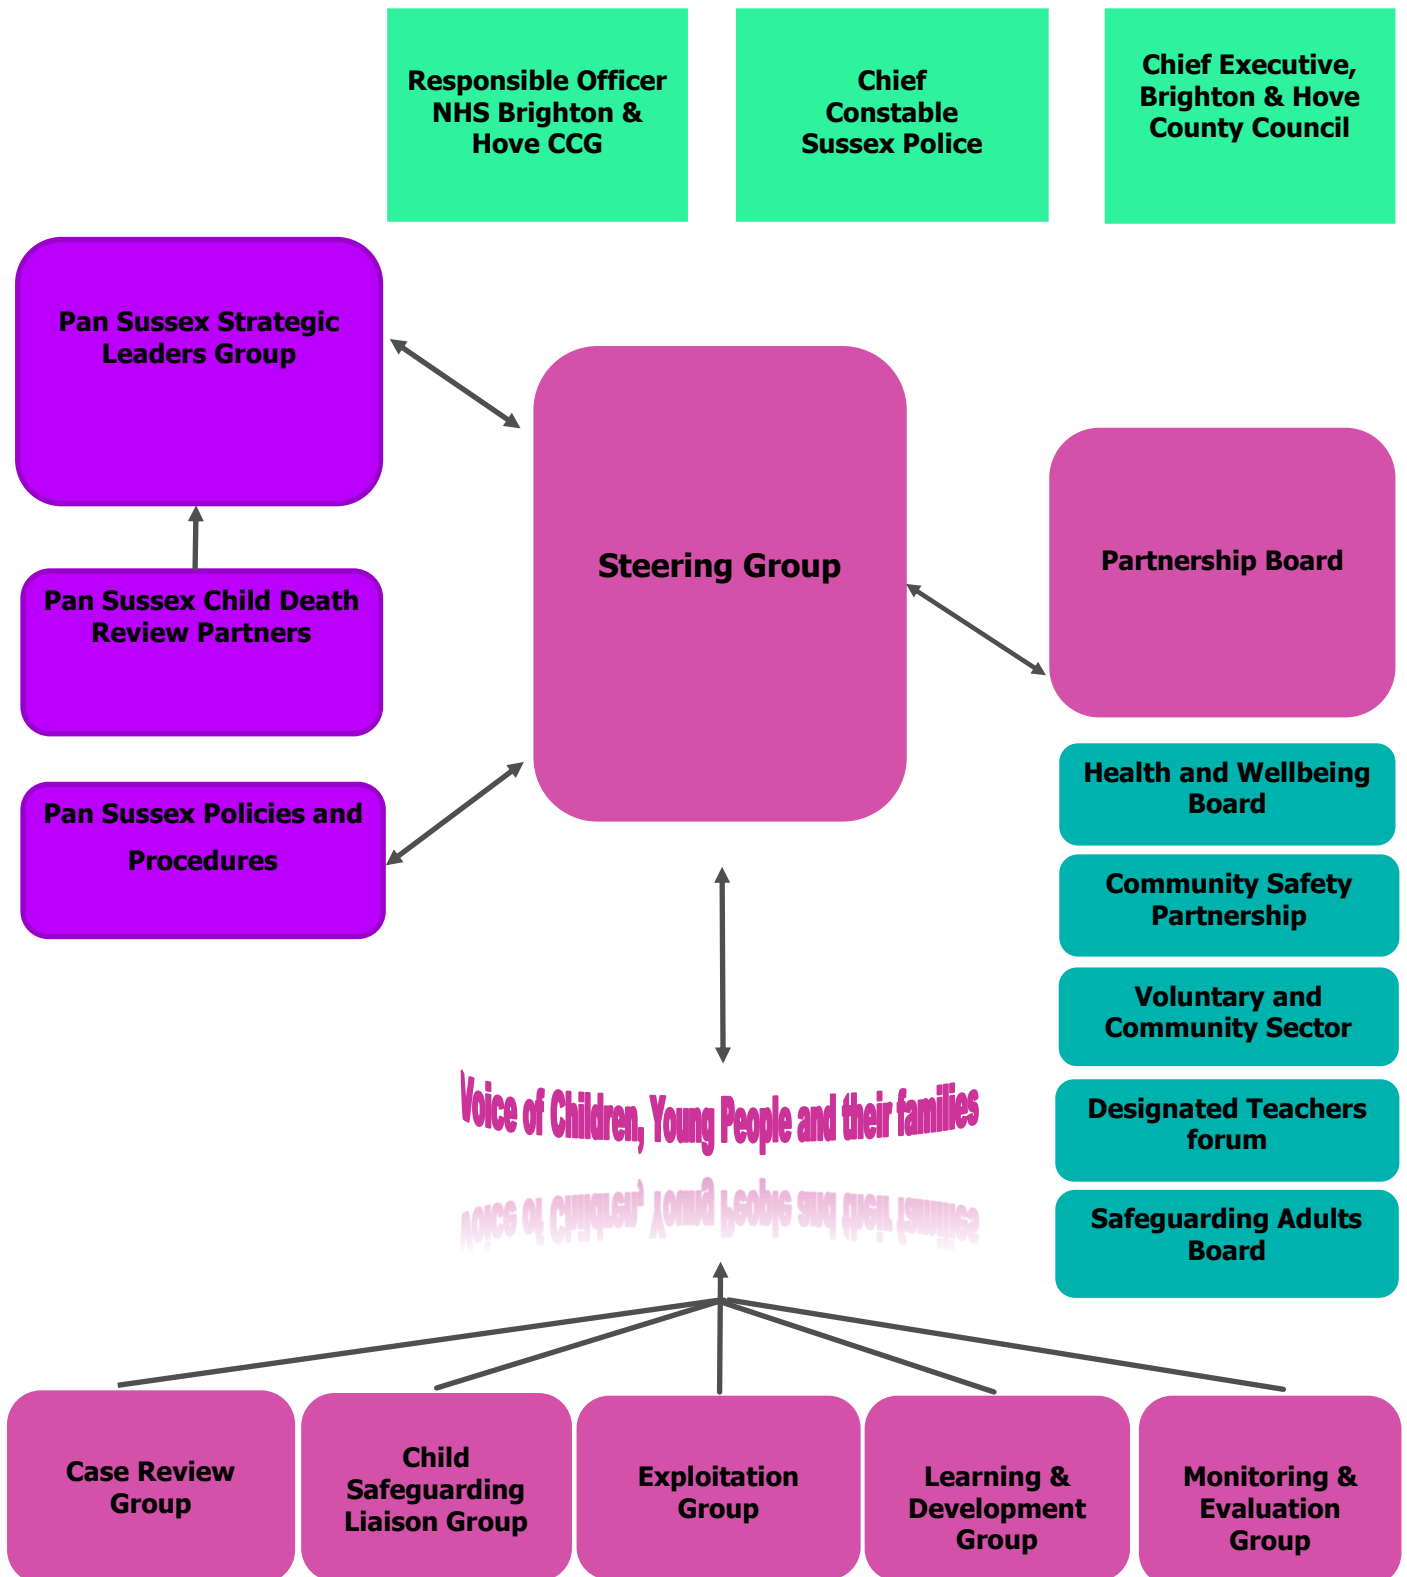 Responsible Officer
NHS Brighton &
Hove CCG
Chief
Constable
Sussex Police
Chief Executive,
Brighton & Hove
County Council
Pan Sussex Strategic
Leaders Group
Steering Group
Partnership Board
Pan Sussex Child Death
Review Partners
Pan Sussex Policies and
Procedures
Health and Wellbeing
Board
Community Safety
Partnership
Voluntary and
Community Sector
Designated Teachers
forum
Safeguarding Adults
Board
Voice of Children, Young People and their families
Case Review
Group
Child
Safeguarding
Liaison Group
Exploitation
Group
Learning &
Development
Group
Monitoring &
Evaluation
Group